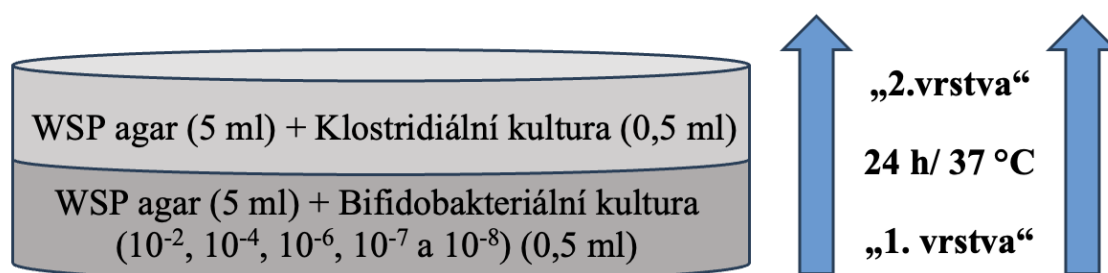 WSP agar (5 ml) + Klostridiální kultura (0,5 ml)
WSP agar (5 ml) + Bifidobakteriální kultura
(10⁻², 10⁻⁴, 10⁻⁶, 10⁻⁷ a 10⁻⁸) (0,5 ml)
„2.vrstva“
24 h/ 37 °C
„1. vrstva“